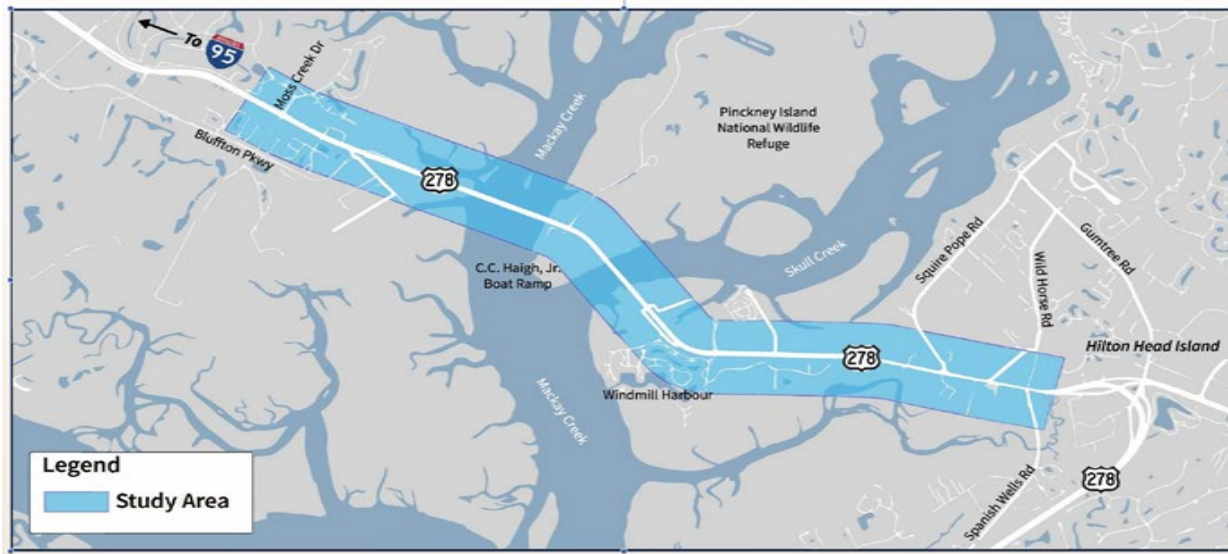 To
95
Moss Creek Dr
Bluffton Pkwy
278
Mackay Creek
Pinckney Island
National Wildlife
Refuge
Skull Creek
C.C. Haigh, Jr.
Boat Ramp
Squire Pope Rd
Gumtree Rd
Wild Horse Rd
Hilton Head Island
278
Windmill Harbour
Mackay Creek
Spanish Wells Rd
278
Legend
Study Area